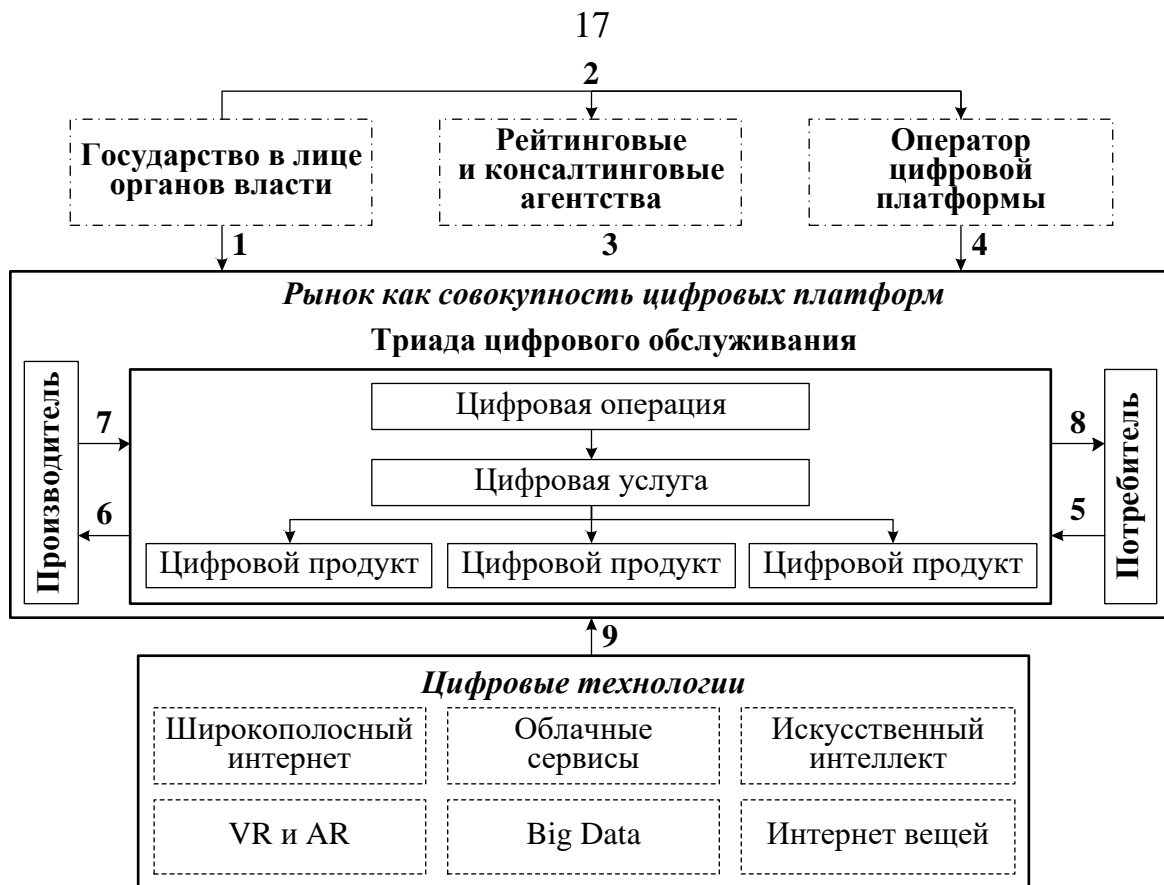 17
2
Государство в лице
органов власти
Рейтинговые
и консалтинговые
агентства
Оператор
цифровой
платформы
1
3
4
Рынок как совокупность цифровых платформ
Триада цифрового обслуживания
Производитель
7
6
Цифровая операция
Цифровая услуга
Цифровой продукт
Цифровой продукт
Цифровой продукт
8
5
Потребитель
9
Цифровые технологии
Широкополосный
интернет
Облачные
сервисы
Искусственный
интеллект
VR и AR
Big Data
Интернет вещей